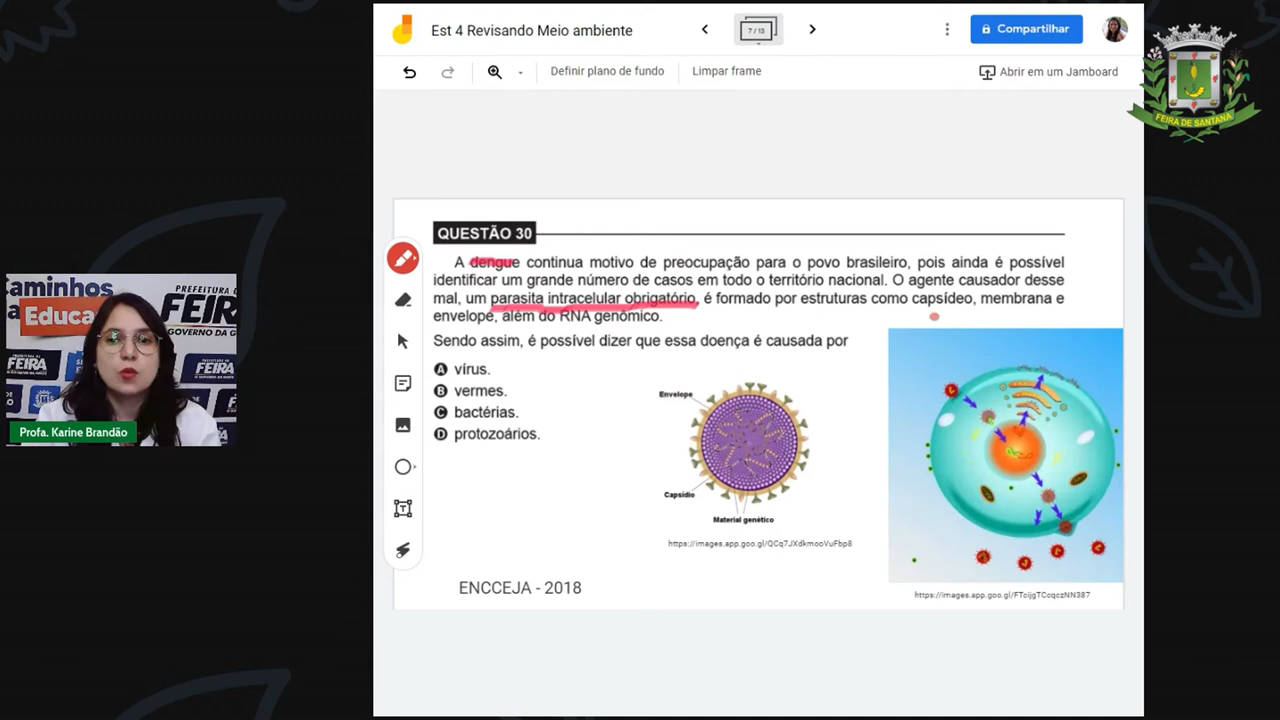 Est 4 Revisando Meio ambiente
7 / 13
Compartilhar
Definir plano de fundo
Limpar frame
Abrir em um Jamboard
FEIRA DE SANTANA
QUESTÃO 30
A dengue continua motivo de preocupação para o povo brasileiro, pois ainda é possível
identificar um grande número de casos em todo o território nacional. O agente causador desse
mal, um parasita intracelular obrigatório, é formado por estruturas como capsídeo, membrana e
envelope, além do RNA genômico.
Sendo assim, é possível dizer que essa doença é causada por
A vírus.
B vermes.
C bactérias.
D protozoários.
Envelope
Capsídio
Material genético
https://images.app.goo.gl/QCq7JXdkmooVuFbp8
ENCCEJA - 2018
https://images.app.goo.gl/FTcijgTCcqczNN387
caminhos
Educa
PREFEITURA DE
FEIRA
GOVERNO DA
FEIRA
FEIRA
Profa. Karine Brandão